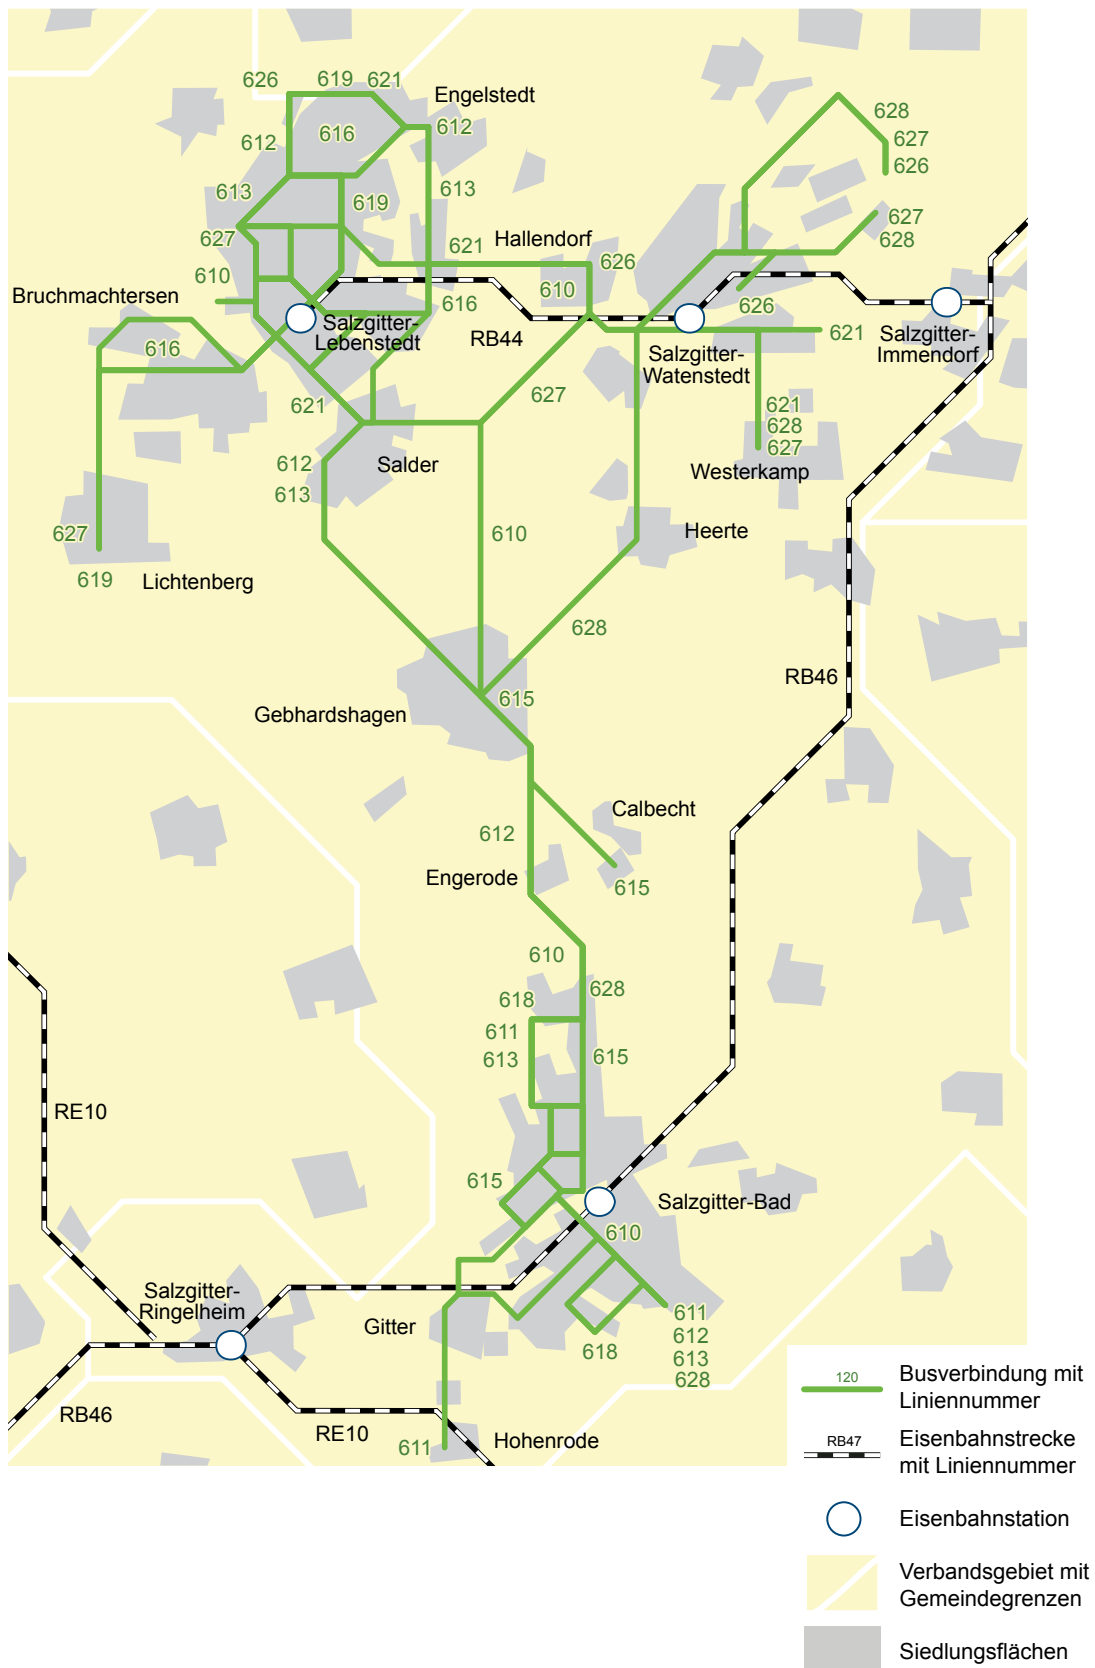 626
619
621
Engelstedt
612
616
612
628
627
626
613
613
619
627
628
627
621
Hallendorf
626
610
610
626
Bruchmachtersen
616
Salzgitter-
Lebenstedt
RB44
Salzgitter-
Watenstedt
621
Salzgitter-
Immendorf
616
621
627
621
628
627
612
613
Salder
Westerkamp
627
619
Lichtenberg
610
Heerte
628
615
Gebhardshagen
RB46
612
Calbecht
Engerode
615
610
628
618
611
613
615
RE10
615
Salzgitter-Bad
610
Salzgitter-
Ringelheim
Gitter
611
612
613
628
618
RB46
RE10
611
Hohenrode
120
Busverbindung mit
Liniennummer
RB47
Eisenbahnstrecke
mit Liniennummer
Eisenbahnstation
Verbandsgebiet mit
Gemeindegrenzen
Siedlungsflächen